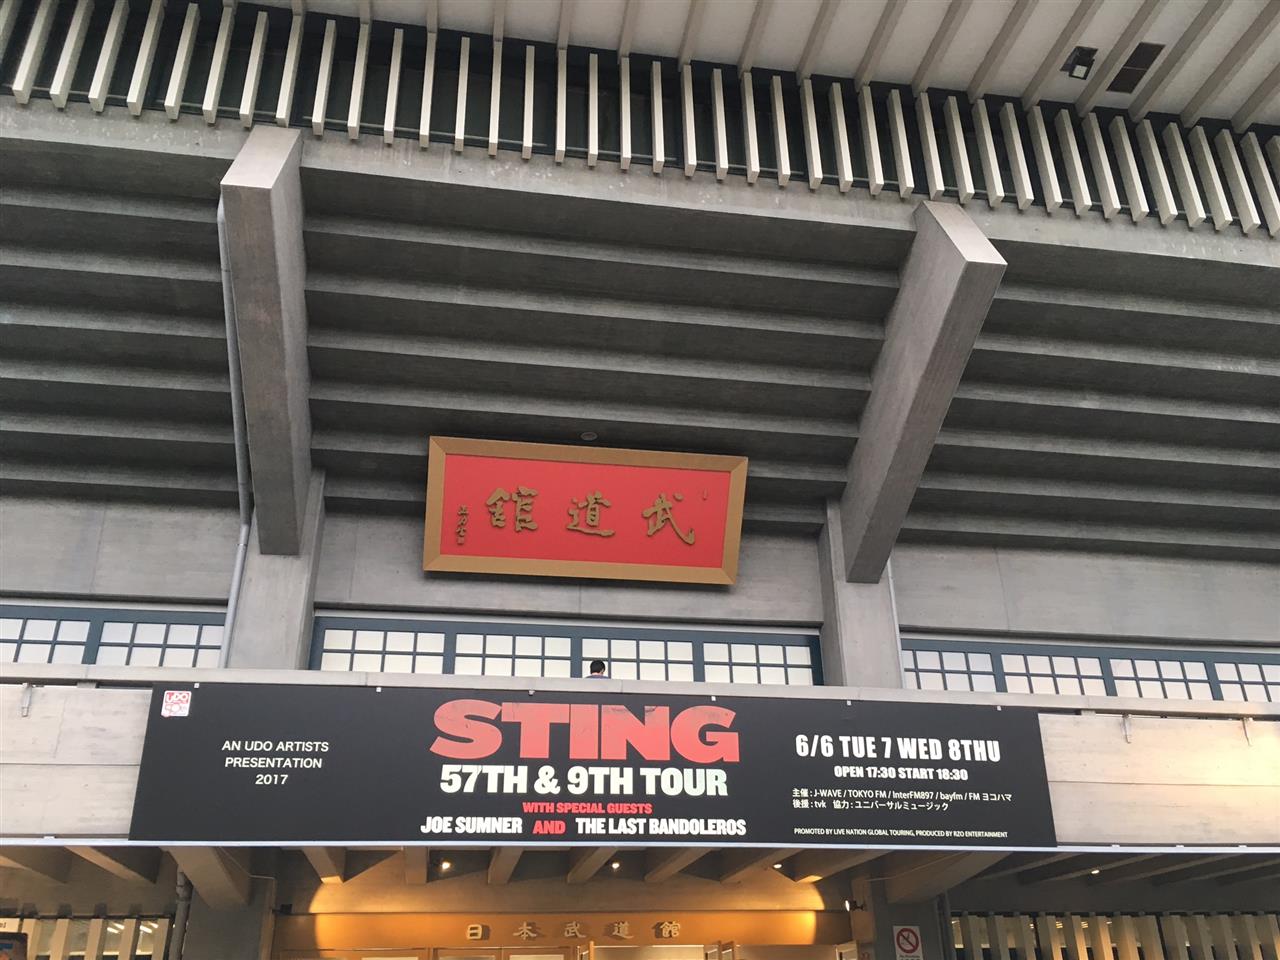 館道武
UDO
AN UDO ARTISTS
PRESENTATION
2017
STING
57TH & 9TH TOUR
WITH SPECIAL GUESTS
JOE SUMNER AND THE LAST BANDOLEROS
6/6 TUE 7 WED 8THU
OPEN 17:30 START 18:30
主催：J-WAVE / TOKYO FM / InterFM897 / bayfm / FM ヨコハマ
後援：tvk 協力：ユニバーサルミュージック
PROMOTED BY LIVE NATION GLOBAL TOURING, PRODUCED BY RZO ENTERTAINMENT
日本武道館